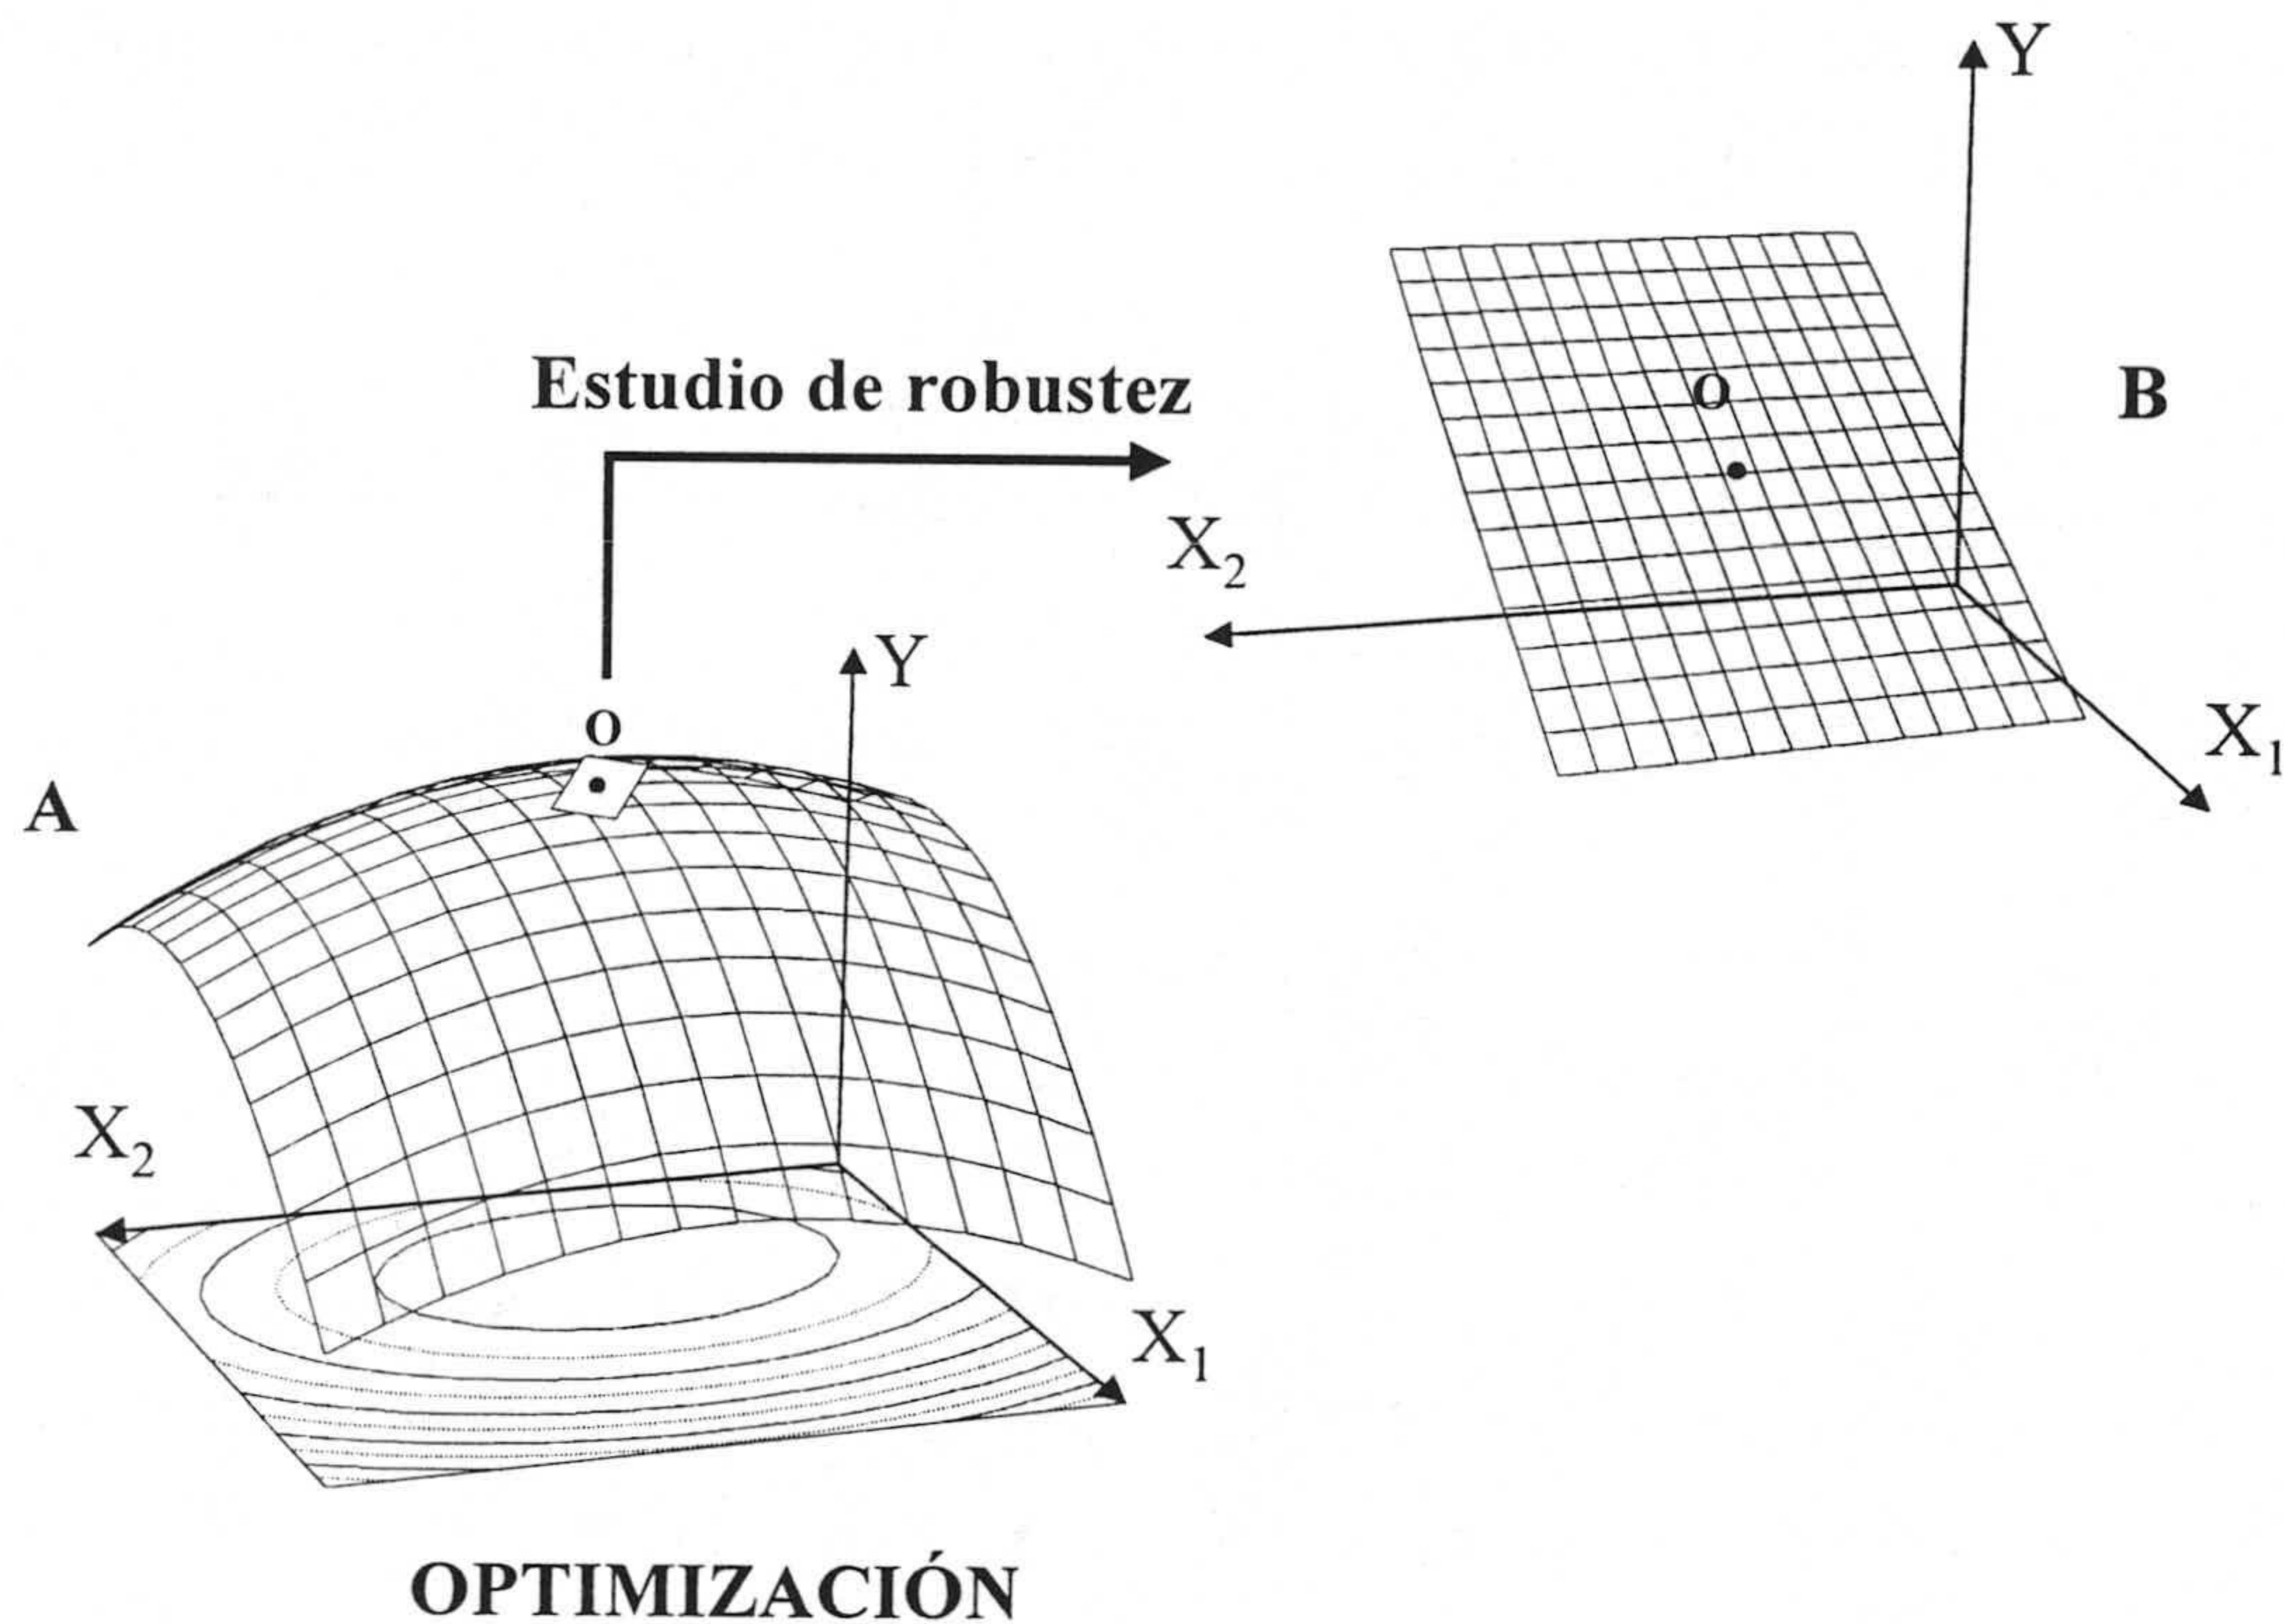 Y
O
B
Estudio de robustez
X₂
X₁
Y
O
A
X₂
X₁
OPTIMIZACIÓN